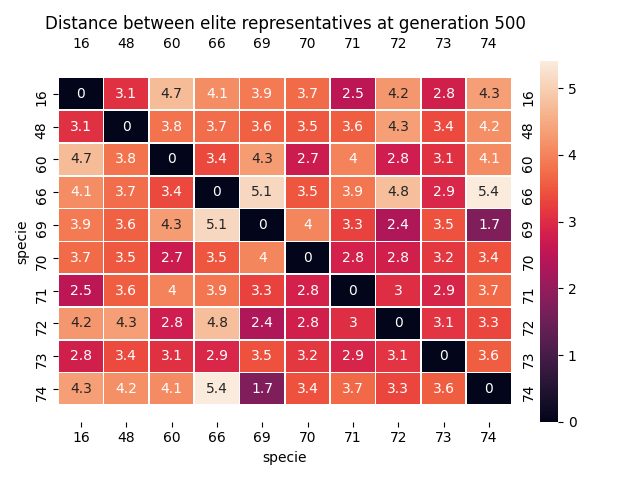 Distance between elite representatives at generation 500
16 48 60 66 69 70 71 72 73 74
16 0 3.1 4.7 4.1 3.9 3.7 2.5 4.2 2.8 4.3 16
48 3.1 0 3.8 3.7 3.6 3.5 3.6 4.3 3.4 4.2 48
60 4.7 3.8 0 3.4 4.3 2.7 4 2.8 3.1 4.1 60
66 4.1 3.7 3.4 0 5.1 3.5 3.9 4.8 2.9 5.4 66
69 3.9 3.6 4.3 5.1 0 4 3.3 2.4 3.5 1.7 69
70 3.7 3.5 2.7 3.5 4 0 2.8 2.8 3.2 3.4 70
71 2.5 3.6 4 3.9 3.3 2.8 0 3 2.9 3.7 71
72 4.2 4.3 2.8 4.8 2.4 2.8 3 0 3.1 3.3 72
73 2.8 3.4 3.1 2.9 3.5 3.2 2.9 3.1 0 3.6 73
74 4.3 4.2 4.1 5.4 1.7 3.4 3.7 3.3 3.6 0 74
16 48 60 66 69 70 71 72 73 74
specie
specie
5
4
3
2
1
0